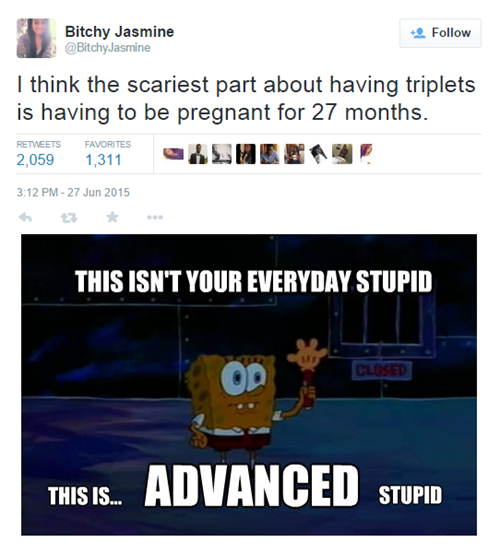 Bitchy Jasmine
@BitchyJasmine
Follow
I think the scariest part about having triplets
is having to be pregnant for 27 months.
RETWEETS FAVORITES
2,059 1,311
3:12 PM - 27 Jun 2015
THIS ISN'T YOUR EVERYDAY STUPID
CLOSED
THIS IS... ADVANCED STUPID